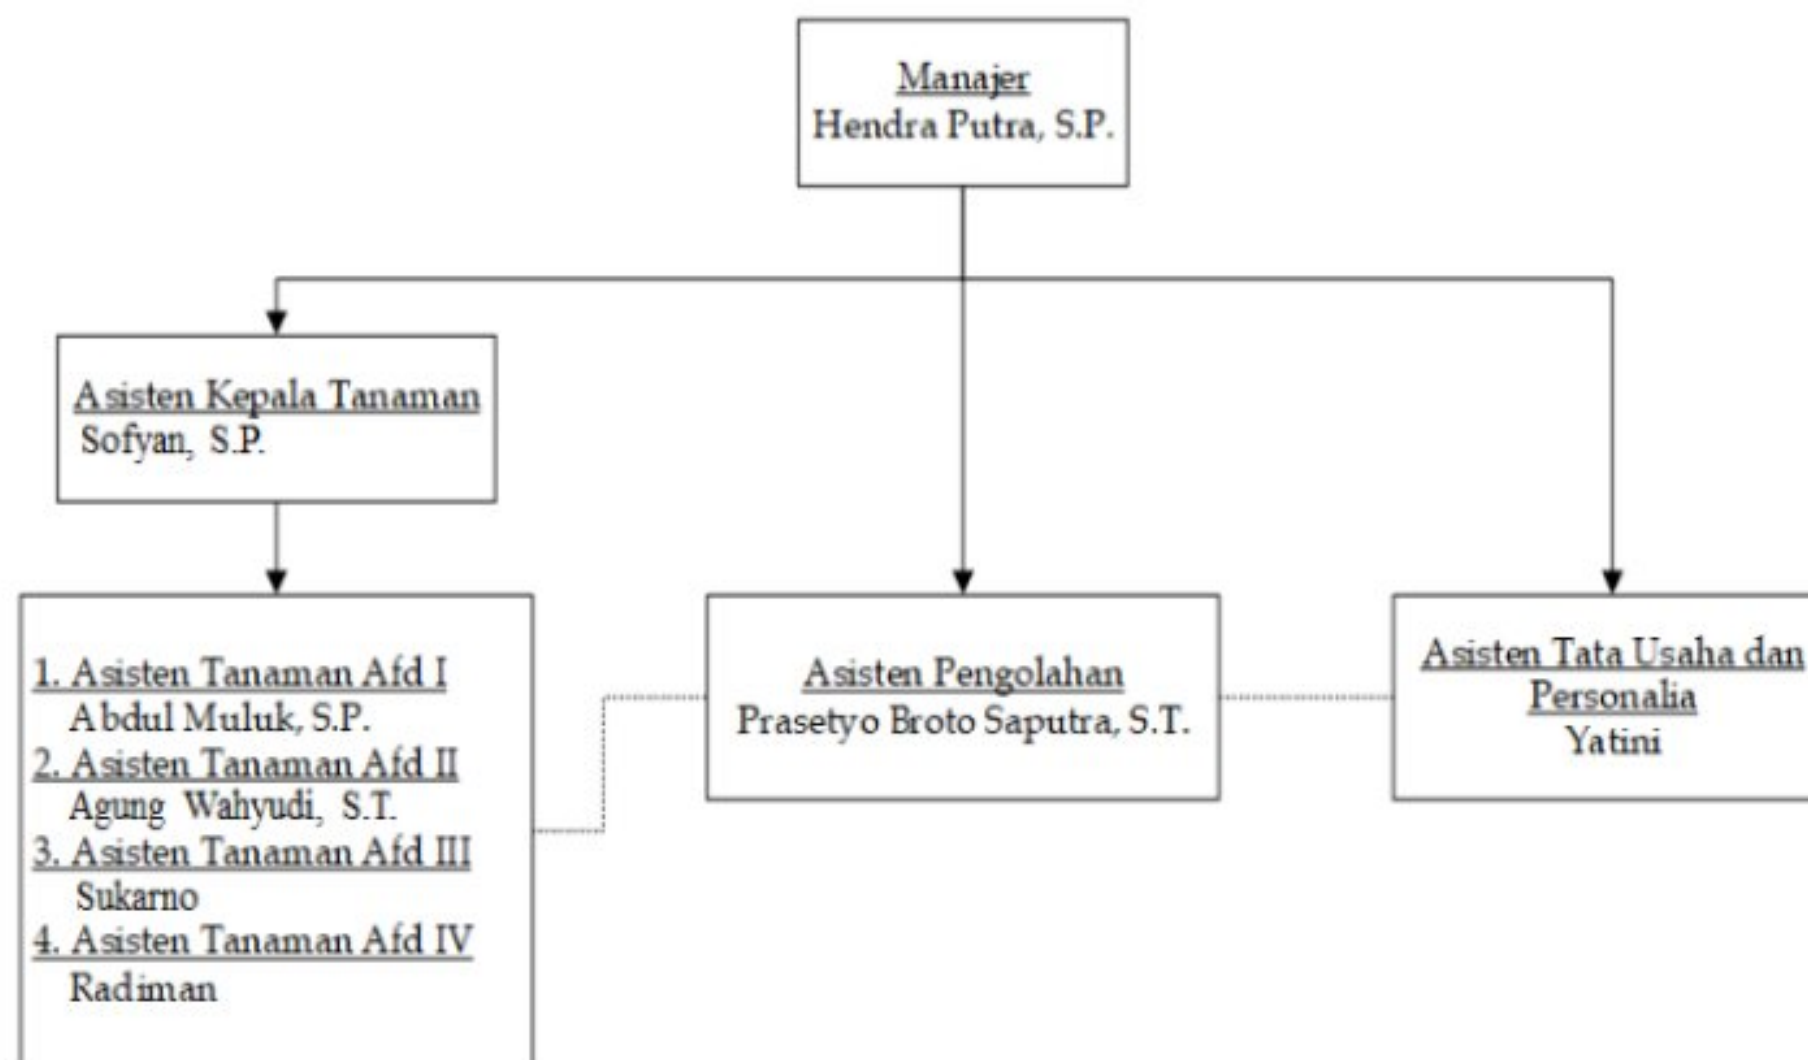 Manajer
Hendra Putra, S.P.
Asisten Kepala Tanaman
Sofyan, S.P.
1. Asisten Tanaman Afd I
Abdul Muluk, S.P.
2. Asisten Tanaman Afd II
Agung Wahyudi, S.T.
3. Asisten Tanaman Afd III
Sukarno
4. Asisten Tanaman Afd IV
Radiman
Asisten Pengolahan
Prasetyo Broto Saputra, S.T.
Asisten Tata Usaha dan
Personalia
Yatini